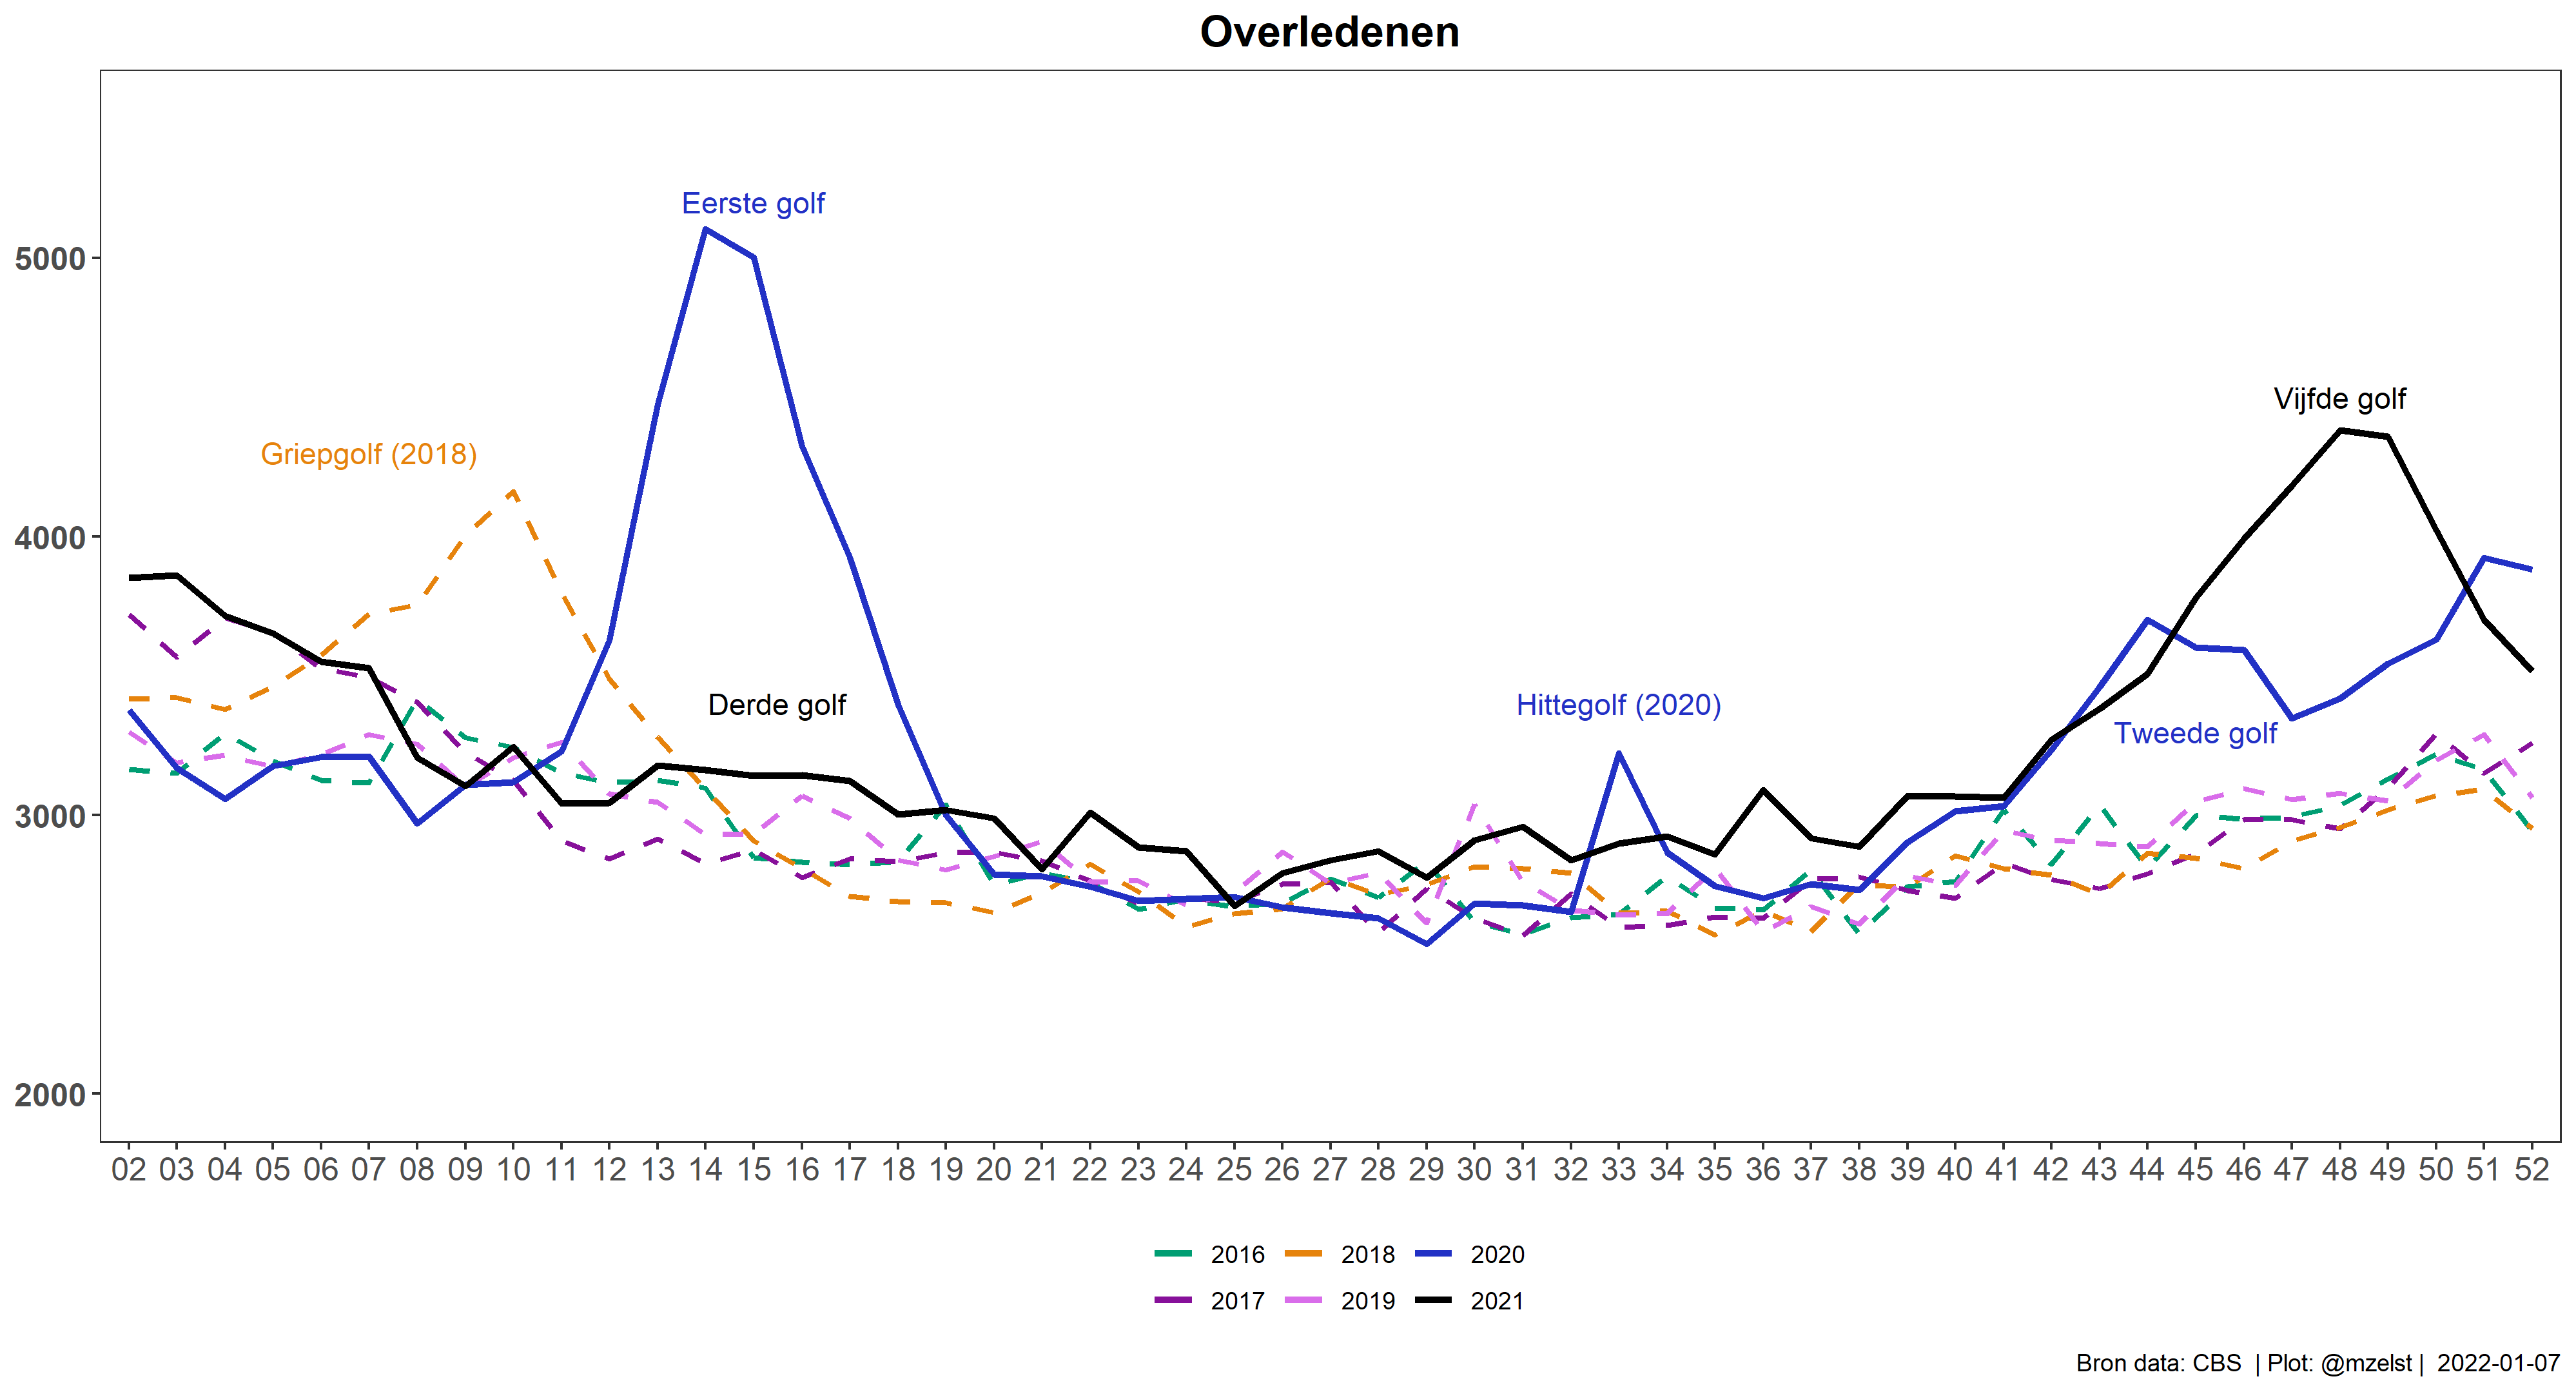 Overledenen
Eerste golf
5000
Vijfde golf
Griepgolf (2018)
4000
Derde golf
Hittegolf (2020)
Tweede golf
3000
2000
02 03 04 05 06 07 08 09 10 11 12 13 14 15 16 17 18 19 20 21 22 23 24 25 26 27 28 29 30 31 32 33 34 35 36 37 38 39 40 41 42 43 44 45 46 47 48 49 50 51 52
2016 2018 2020
2017 2019 2021
Bron data: CBS | Plot: @mzelst | 2022-01-07